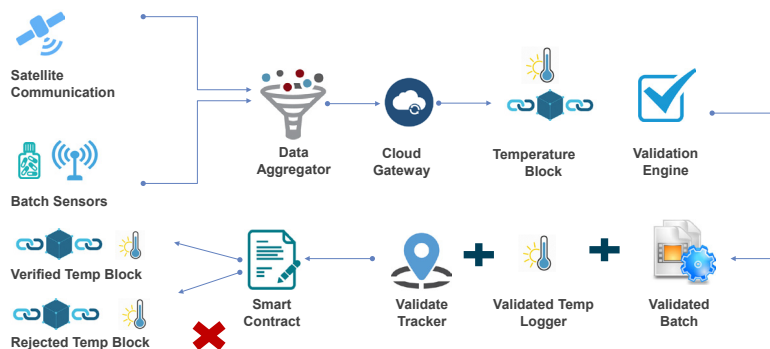 Satellite
Communication
Batch Sensors
Data
Aggregator
Cloud
Gateway
Temperature
Block
Validation
Engine
Verified Temp Block
Rejected Temp Block
Smart
Contract
Validate
Tracker
Validated Temp
Logger
Validated
Batch